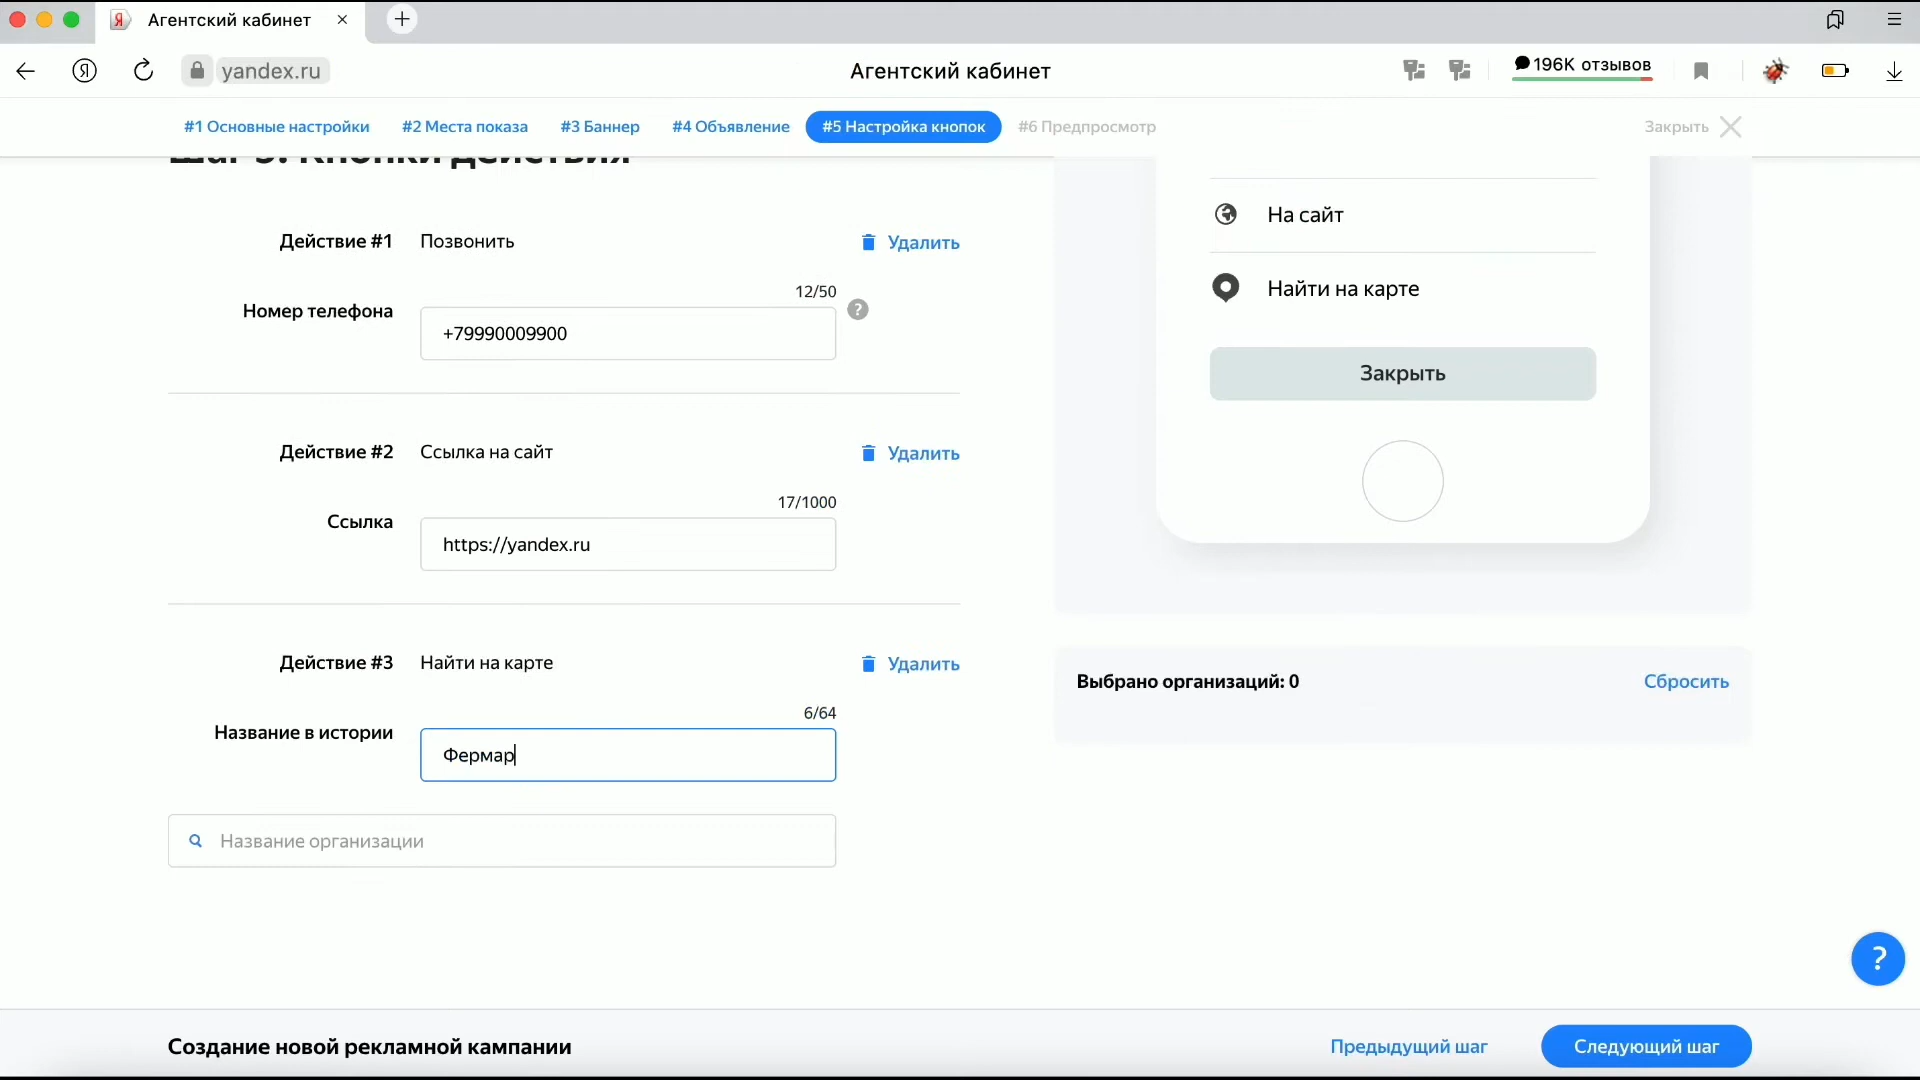 Агентский кабинет
yandex.ru
Агентский кабинет
196K отзывов
#1 Основные настройки
#2 Места показа
#3 Баннер
#4 Объявление
#5 Настройка кнопок
#6 Предпросмотр
Закрыть
Шаг 5. Кнопки действия
Действие #1 Позвонить
Удалить
12/50
Номер телефона
+79990009900
?
Действие #2 Ссылка на сайт
Удалить
17/1000
Ссылка
https://yandex.ru
Действие #3 Найти на карте
Удалить
6/64
Название в истории
Фермар
Название организации
На сайт
Найти на карте
Закрыть
Выбрано организаций: 0
Сбросить
?
Создание новой рекламной кампании
Предыдущий шаг
Следующий шаг